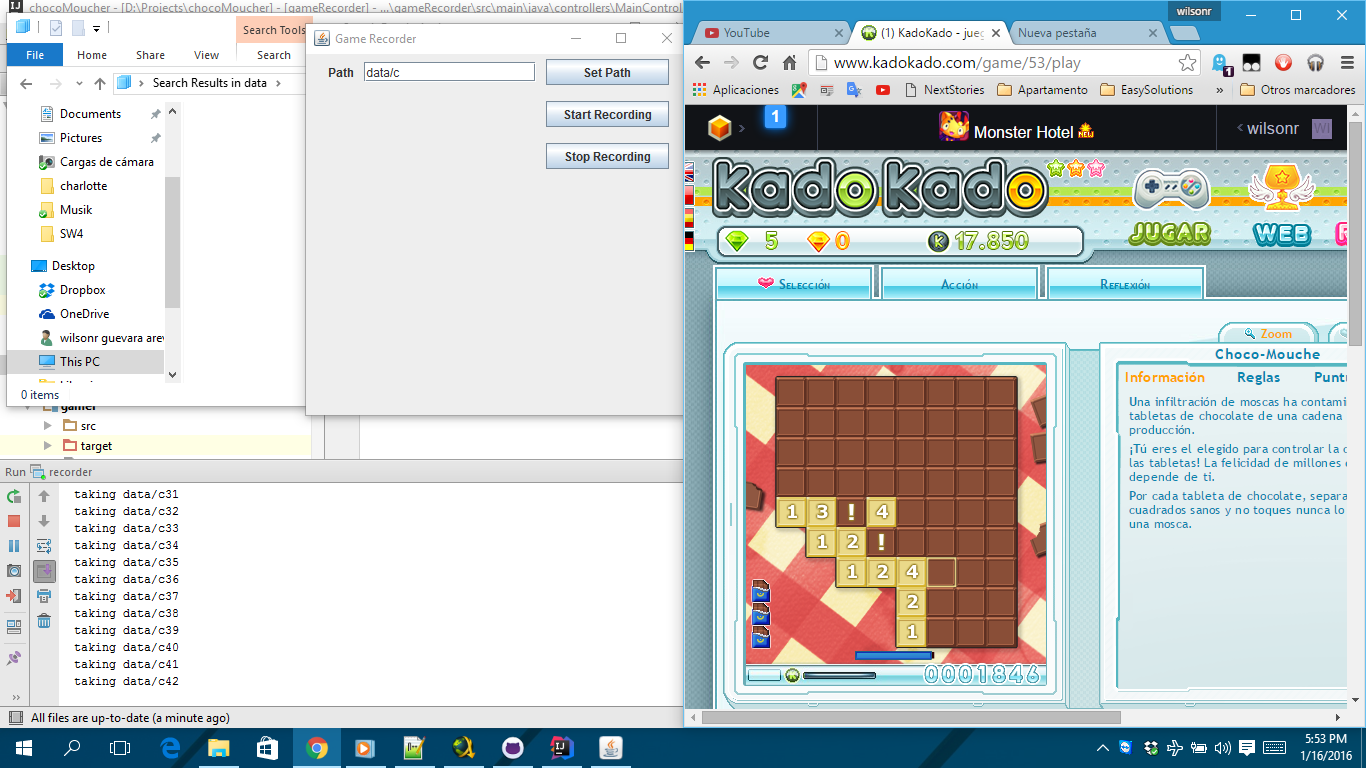 chocoMoucher - [D:\Projects\chocoMoucher] - [gameRecorder] - ...\gameRecorder\src\main\java\controllers\MainControl
Search Tools
File Home Share View Search
Search Results in data
Documents
Pictures
Cargas de cámara
charlotte
Musik
SW4
Desktop
Dropbox
OneDrive
wilsonr guevara arev
This PC
0 items
Game Recorder
Path data/c Set Path
Start Recording
Stop Recording
src
target
Run recorder
taking data/c31
taking data/c32
taking data/c33
taking data/c34
taking data/c35
taking data/c36
taking data/c37
taking data/c38
taking data/c39
taking data/c40
taking data/c41
taking data/c42
All files are up-to-date (a minute ago)
wilsonr
YouTube (1) KadoKado - jueg Nueva pestaña
www.kadokado.com/game/53/play 1
Aplicaciones NextStories Apartamento EasySolutions » Otros marcadores
1 Monster Hotel NEW wilsonr WI
KadoKado
5 0 K 17.850 JUGAR WEB
Selección Acción Reflexión
Zoom
Choco-Mouche
Información Reglas Puntu
Una infiltración de moscas ha contami
tabletas de chocolate de una cadena
producción.
¡Tú eres el elegido para controlar la c
las tabletas! La felicidad de millones
depende de ti.
Por cada tableta de chocolate, separa
cuadrados sanos y no toques nunca lo
una mosca.
1 3 ! 4
1 2 !
1 2 4
2
1
0001846
5:53 PM
1/16/2016